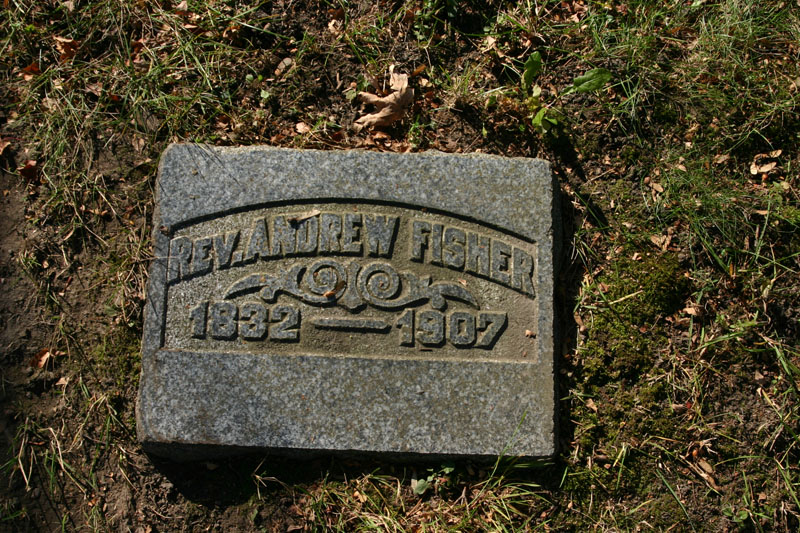 REV. ANDREW FISHER
1832 — 1907